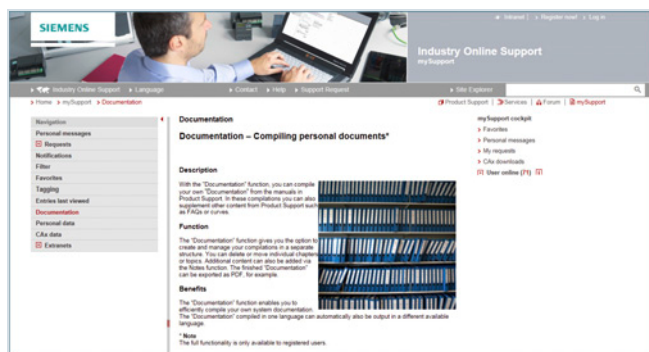 SIEMENS
Intranet | Register now! Log in
Industry Online Support
mySupport
Industry Online Support Language Contact Help Support Request Site Explorer
Home mySupport Documentation
Product Support | Services | Forum | mySupport
Navigation
Personal messages
Requests
Notifications
Filter
Favorites
Tagging
Entries last viewed
Documentation
Personal data
CAx data
Extranets
Documentation
Documentation – Compiling personal documents*
Description
With the "Documentation" function, you can compile
your own "Documentation" from the manuals in
Product Support. In these compilations you can also
supplement other content from Product Support such
as FAQs or curves.
Function
The "Documentation" function gives you the option to
create and manage your compilations in a separate
structure. You can delete or move individual chapters
or topics. Additional content can also be added via
the Notes function. The finished "Documentation"
can be exported as PDF, for example.
Benefits
The "Documentation" function enables you to
efficiently compile your own system documentation.
The "Documentation" compiled in one language can automatically also be output in a different available
language.
* Note
The full functionality is only available to registered users.
mySupport cockpit
Favorites
Personal messages
My requests
CAx downloads
User online (71)